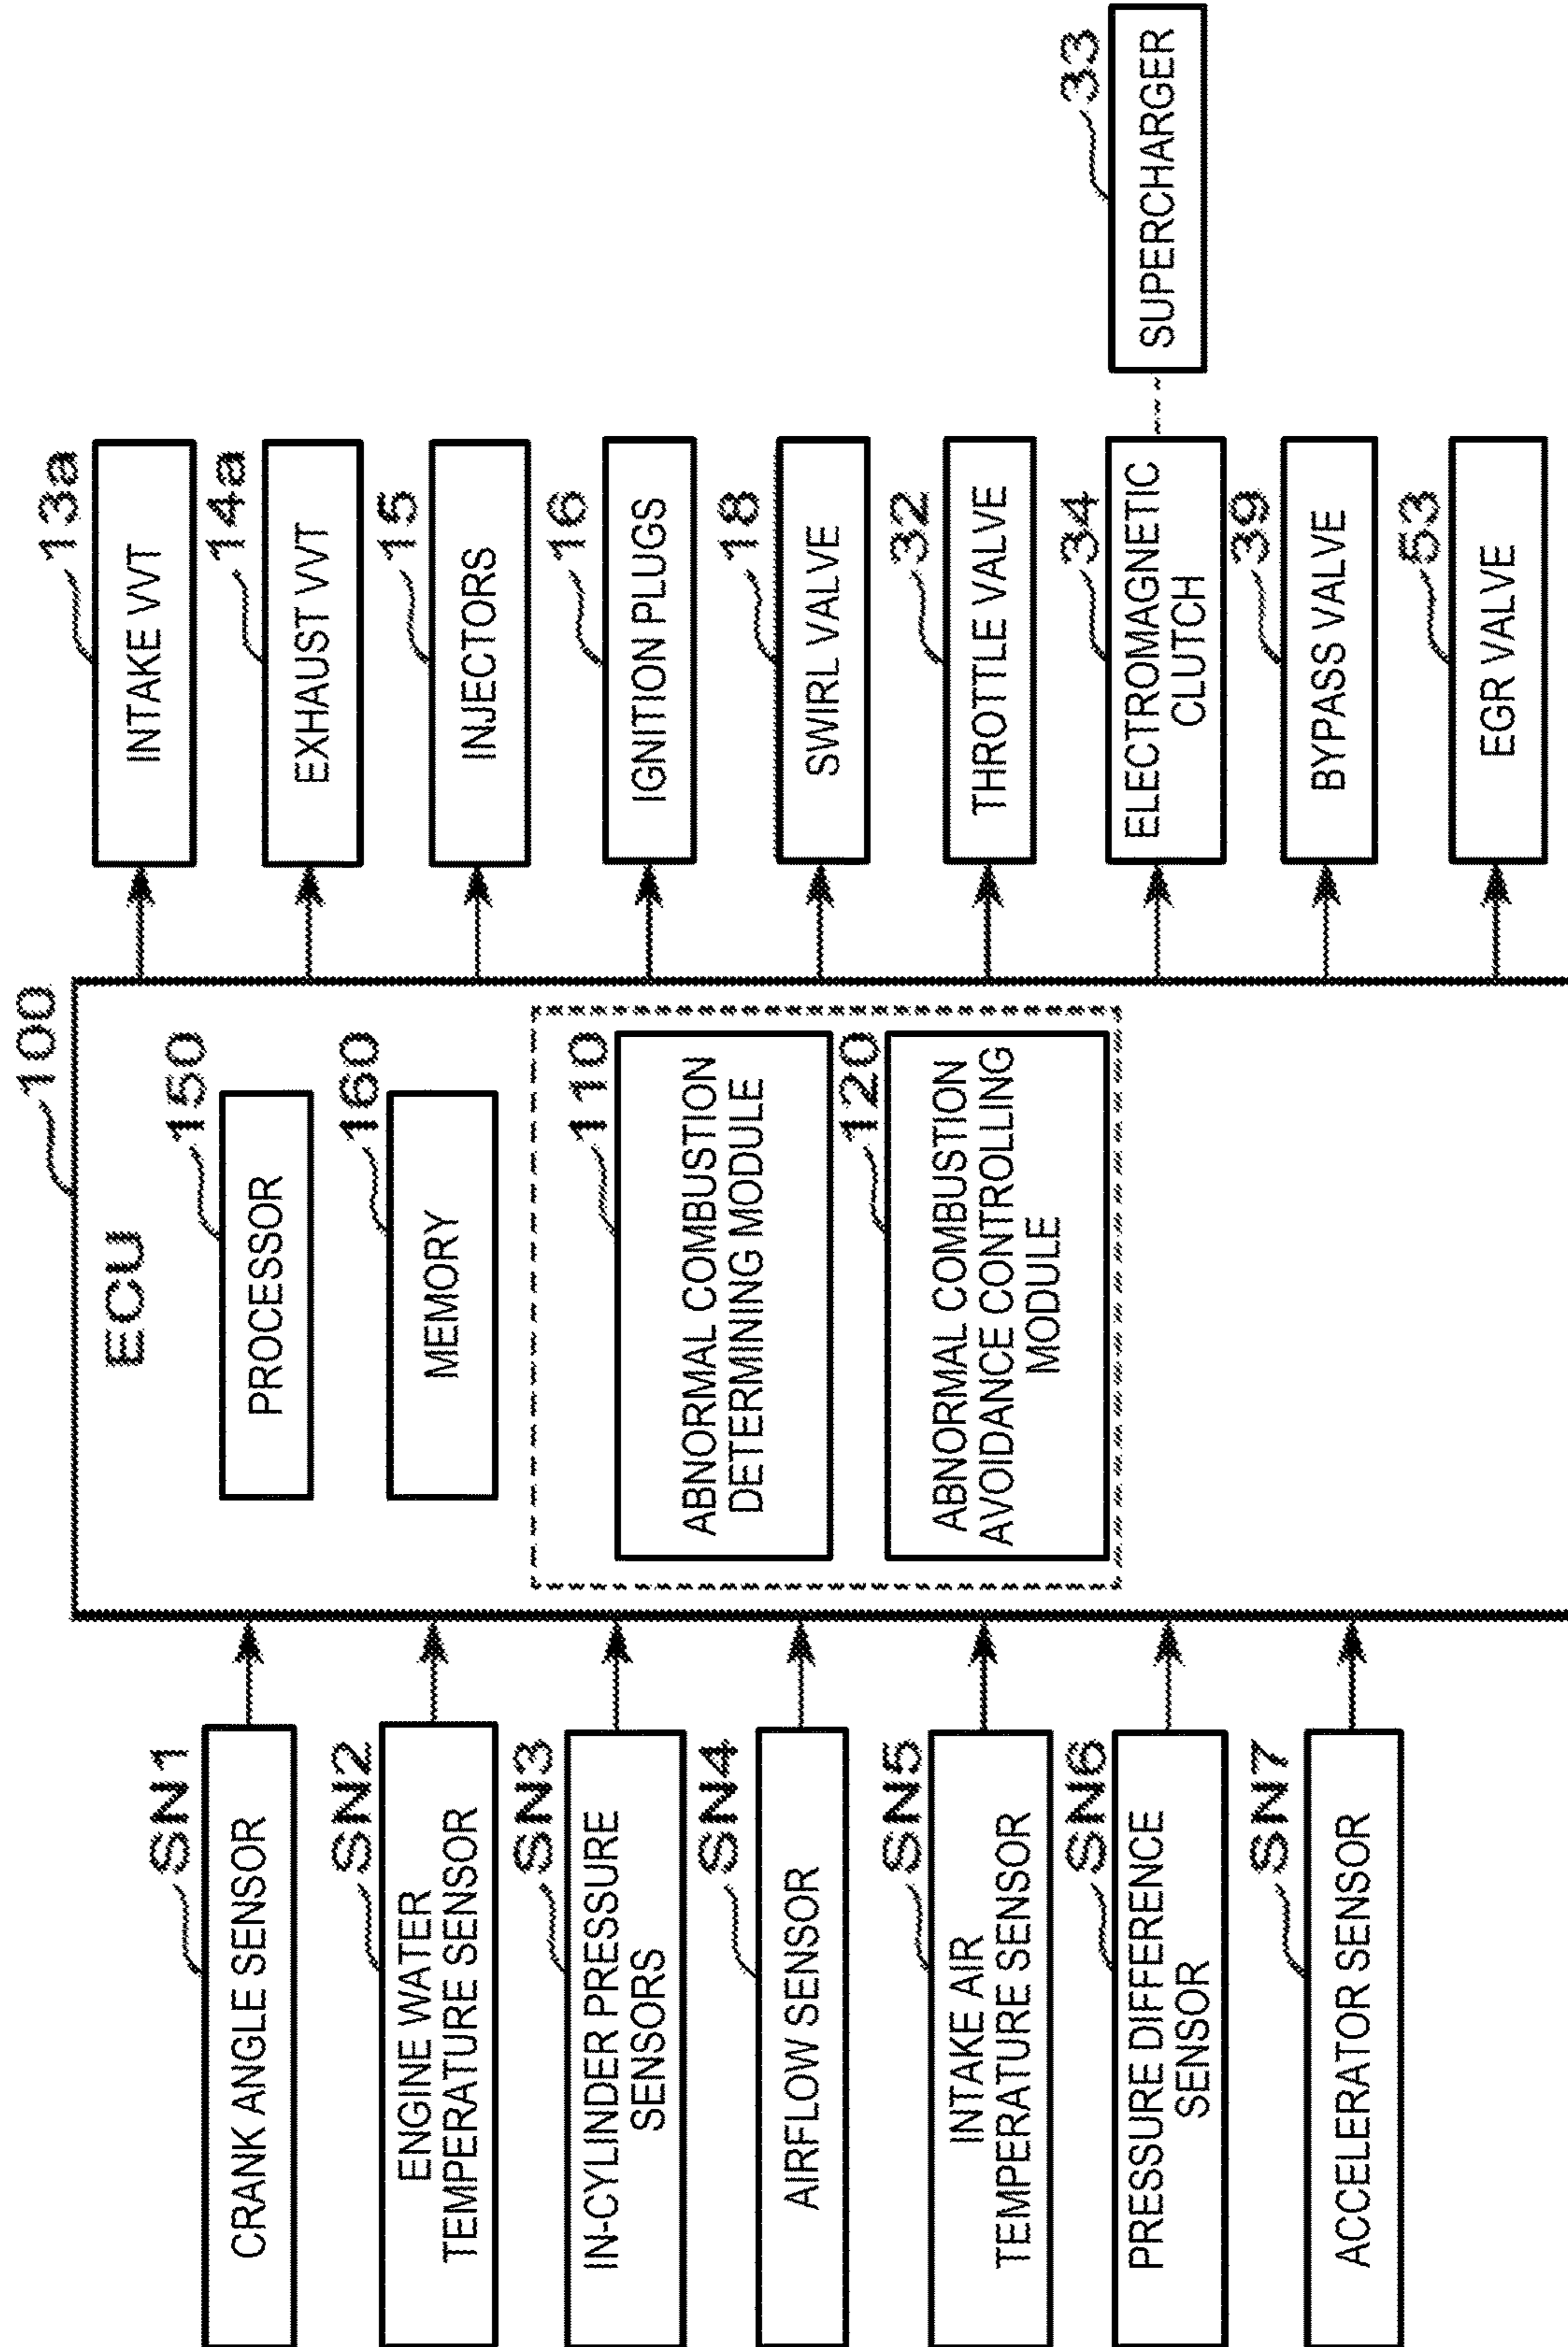 100
ECU
150
PROCESSOR
160
MEMORY
110
ABNORMAL COMBUSTION
DETERMINING MODULE
120
ABNORMAL COMBUSTION
AVOIDANCE CONTROLLING
MODULE
SN1
CRANK ANGLE SENSOR
SN2
ENGINE WATER
TEMPERATURE SENSOR
SN3
IN-CYLINDER PRESSURE
SENSORS
SN4
AIRFLOW SENSOR
SN5
INTAKE AIR
TEMPERATURE SENSOR
SN6
PRESSURE DIFFERENCE
SENSOR
SN7
ACCELERATOR SENSOR
13a
INTAKE VVT
14a
EXHAUST VVT
15
INJECTORS
16
IGNITION PLUGS
18
SWIRL VALVE
32
THROTTLE VALVE
34
ELECTROMAGNETIC
CLUTCH
33
SUPERCHARGER
39
BYPASS VALVE
53
EGR VALVE